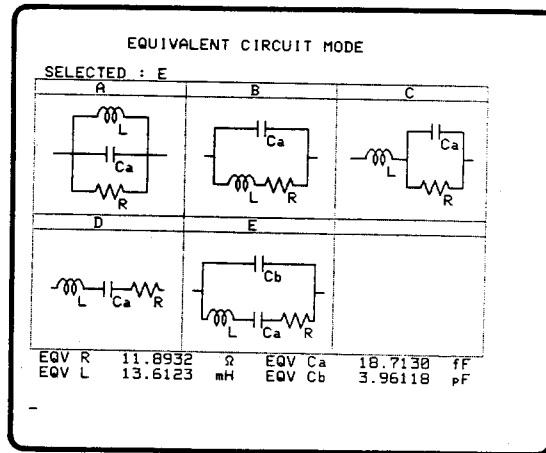 EQUIVALENT CIRCUIT MODE
SELECTED : E
A B C
L
Ca
R
Ca
L R
Ca
L
R
D E
L Ca R
Cb
L Ca R
EQV R 11.8932 Ω EQV Ca 18.7130 fF
EQV L 13.6123 mH EQV Cb 3.96118 pF